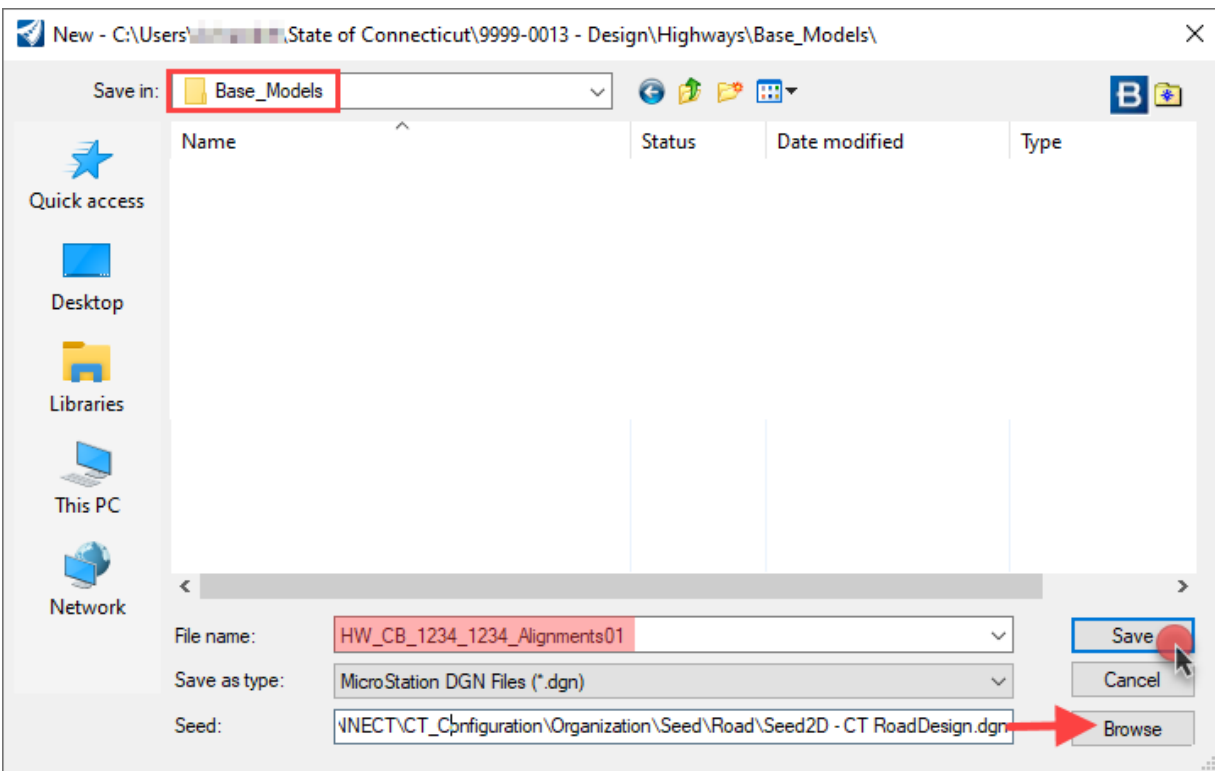 New - C:\Users\ \State of Connecticut\9999-0013 - Design\Highways\Base_Models\
Save in: Base_Models
B
Name Status Date modified Type
Quick access
Desktop
Libraries
This PC
Network
File name: HW_CB_1234_1234_Alignments01 Save
Save as type: MicroStation DGN Files (*.dgn) Cancel
Seed: NNECT\CT_Configuration\Organization\Seed\Road\Seed2D - CT RoadDesign.dgn Browse